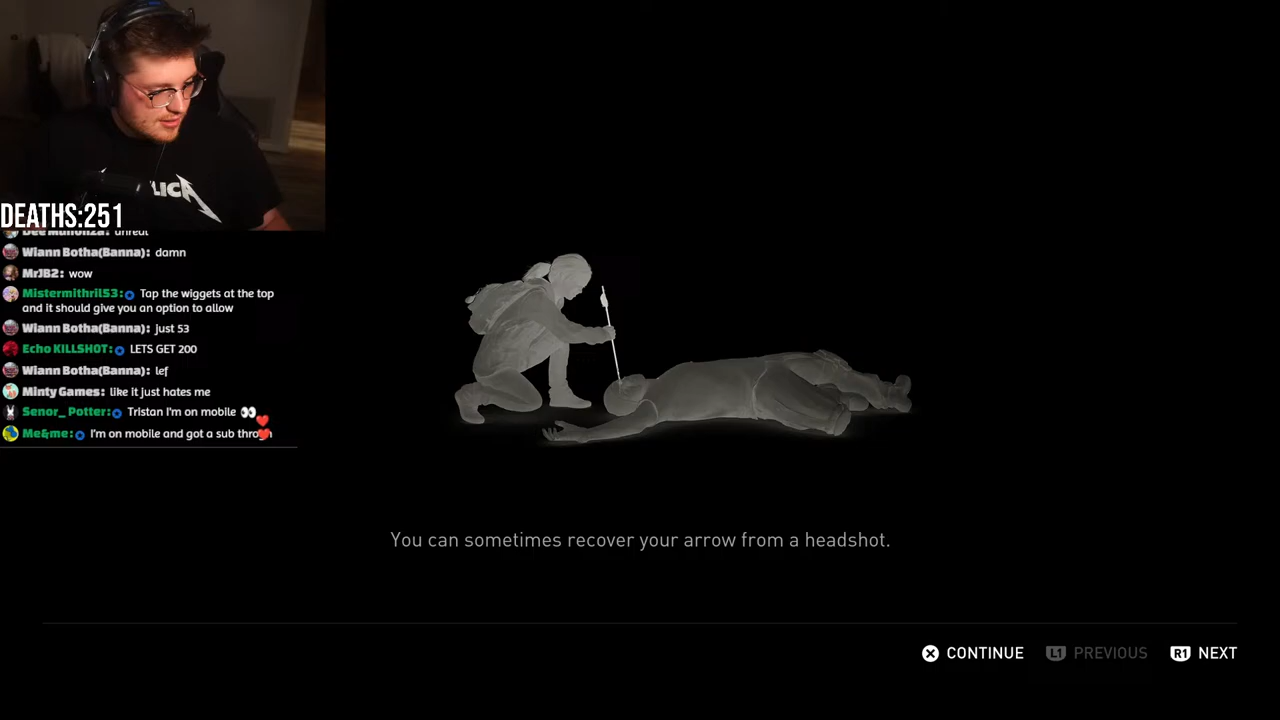 DEATHS:251
Wiann Botha(Banna): damn
MrJB2: wow
Mistermithril53: Tap the wiggets at the top
and it should give you an option to allow
Wiann Botha(Banna): just 53
Echo KILLSHOT: LETS GET 200
Wiann Botha(Banna): lef
Minty Games: like it just hates me
Senor_Potter: Tristan I'm on mobile 👀
Me&me: I'm on mobile and got a sub
You can sometimes recover your arrow from a headshot.
CONTINUE L1 PREVIOUS R1 NEXT